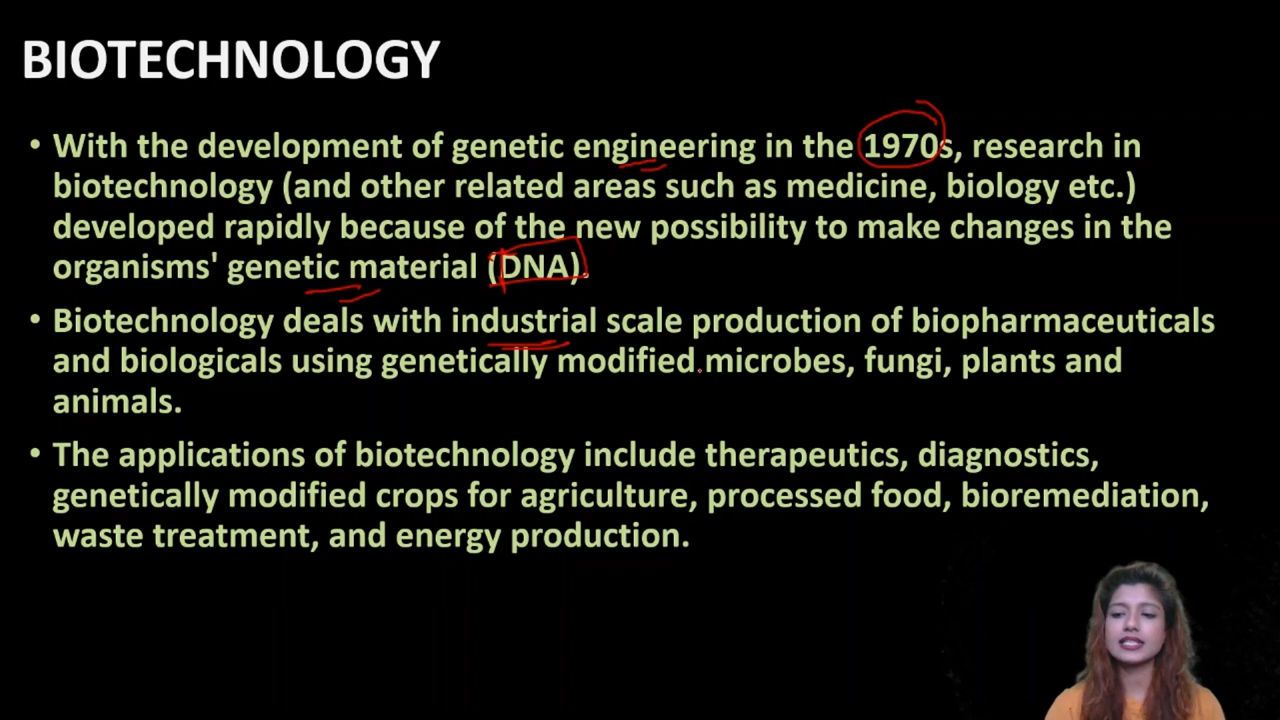 BIOTECHNOLOGY
• With the development of genetic engineering in the 1970s, research in
biotechnology (and other related areas such as medicine, biology etc.)
developed rapidly because of the new possibility to make changes in the
organisms' genetic material (DNA).
• Biotechnology deals with industrial scale production of biopharmaceuticals
and biologicals using genetically modified microbes, fungi, plants and
animals.
• The applications of biotechnology include therapeutics, diagnostics,
genetically modified crops for agriculture, processed food, bioremediation,
waste treatment, and energy production.